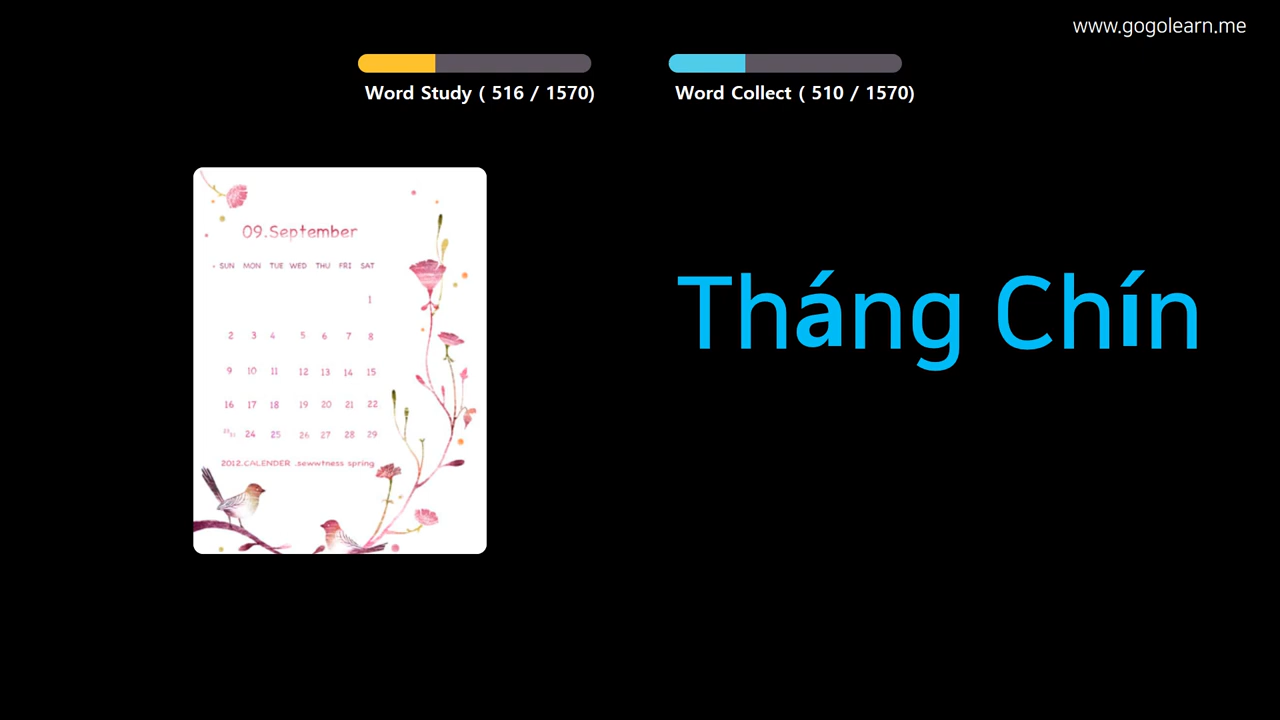 www.gogolearn.me
Word Study ( 516 / 1570)
Word Collect ( 510 / 1570)
09.September
SUN MON TUE WED THU FRI SAT
1
2 3 4 5 6 7 8
9 10 11 12 13 14 15
16 17 18 19 20 21 22
24 25 26 27 28 29
2012.CALENDER .sewwtness spring
Tháng Chín